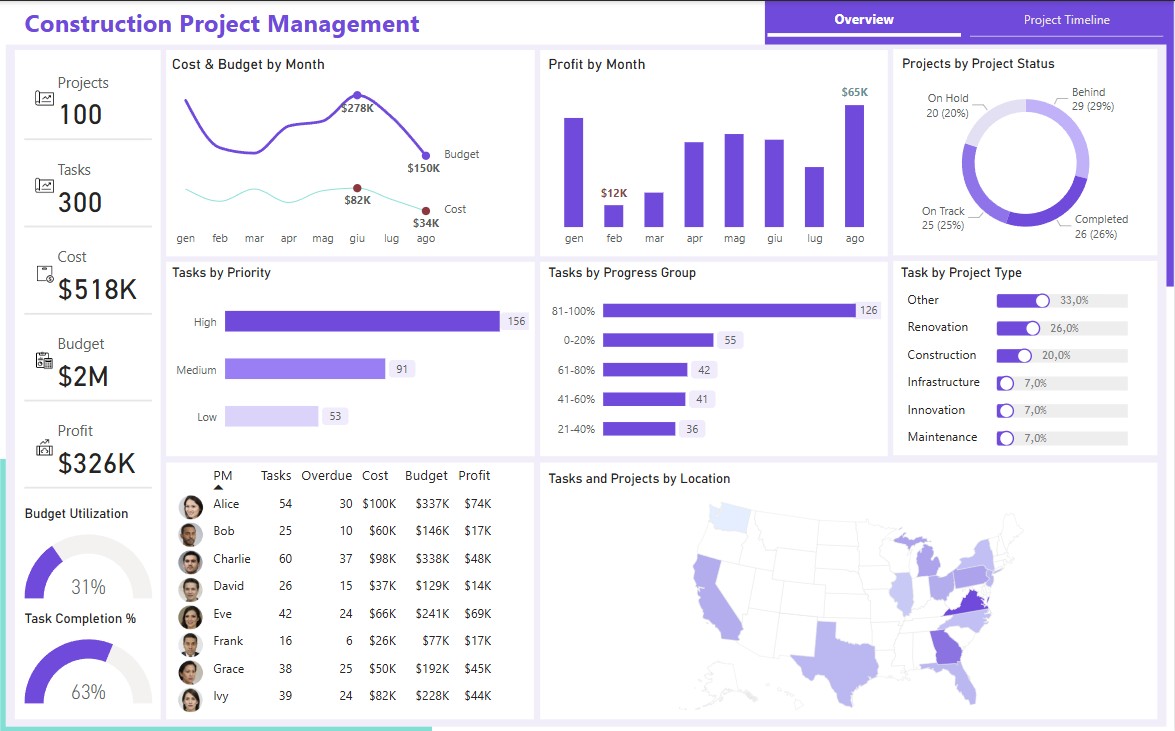 Construction Project Management
Overview
Project Timeline
Projects
100
Tasks
300
Cost
$518K
Budget
$2M
Profit
$326K
Budget Utilization
31%
Task Completion %
63%
Cost & Budget by Month
$278K
Budget
$150K
$82K
Cost
$34K
gen feb mar apr mag giu lug ago
Profit by Month
$65K
$12K
gen feb mar apr mag giu lug ago
Projects by Project Status
On Hold
20 (20%)
Behind
29 (29%)
On Track
25 (25%)
Completed
26 (26%)
Tasks by Priority
High 156
Medium 91
Low 53
Tasks by Progress Group
81-100% 126
0-20% 55
61-80% 42
41-60% 41
21-40% 36
Task by Project Type
Other 33,0%
Renovation 26,0%
Construction 20,0%
Infrastructure 7,0%
Innovation 7,0%
Maintenance 7,0%
PM Tasks Overdue Cost Budget Profit
Alice 54 30 $100K $337K $74K
Bob 25 10 $60K $146K $17K
Charlie 60 37 $98K $338K $48K
David 26 15 $37K $129K $14K
Eve 42 24 $66K $241K $69K
Frank 16 6 $26K $77K $17K
Grace 38 25 $50K $192K $45K
Ivy 39 24 $82K $228K $44K
Tasks and Projects by Location